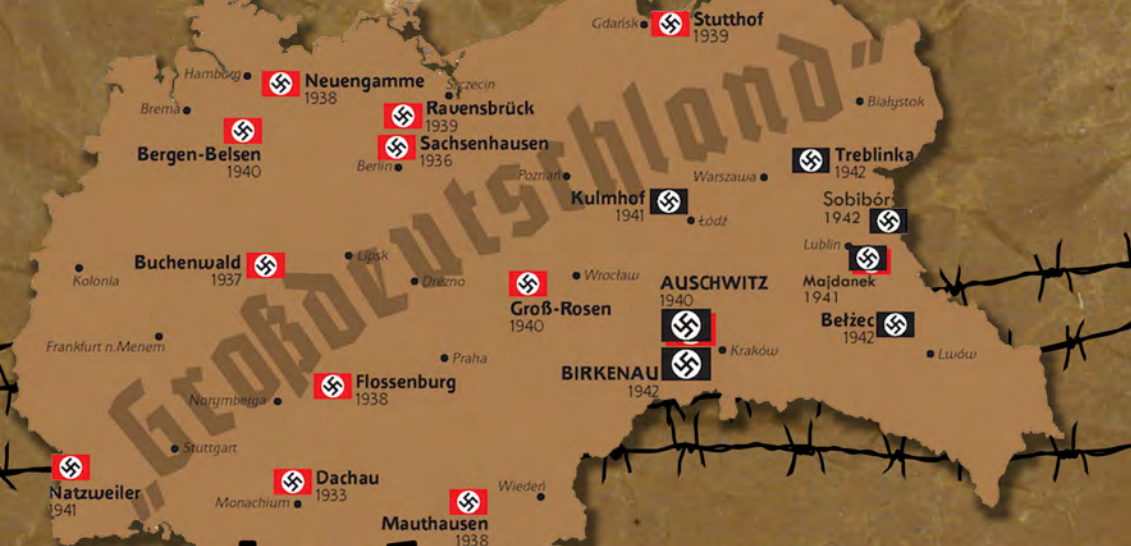 Gdańsk
Stutthof
1939
Hamburg
Neuengamme
1938
Szczecin
Brema
Ravensbrück
1939
Białystok
Bergen-Belsen
1940
Sachsenhausen
1936
Berlin
Poznań
Warszawa
Treblinka
1942
Kulmhof
1941
Łódź
Sobibór
1942
Lublin
Majdanek
1941
Buchenwald
1937
Lipsk
Kolonia
Drezno
Wrocław
Groß-Rosen
1940
AUSCHWITZ
1940
Bełżec
1942
Kraków
Lwów
BIRKENAU
1942
Frankfurt n.Menem
Praha
Flossenburg
1938
Norymberga
Stuttgart
Natzweiler
1941
Dachau
1933
Monachium
Wiedeń
Mauthausen
1938
„Großdeutschland”